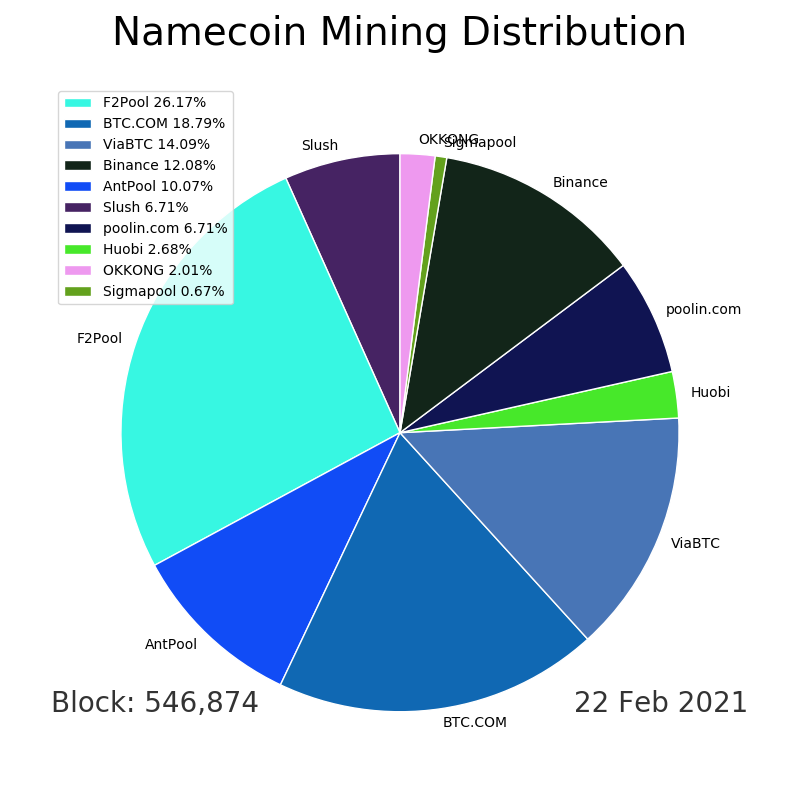 Namecoin Mining Distribution
F2Pool 26.17%
BTC.COM 18.79%
ViaBTC 14.09%
Binance 12.08%
AntPool 10.07%
Slush 6.71%
poolin.com 6.71%
Huobi 2.68%
OKKONG 2.01%
Sigmapool 0.67%
Slush
OKKONG
Sigmapool
Binance
poolin.com
F2Pool
Huobi
ViaBTC
AntPool
BTC.COM
Block: 546,874
22 Feb 2021